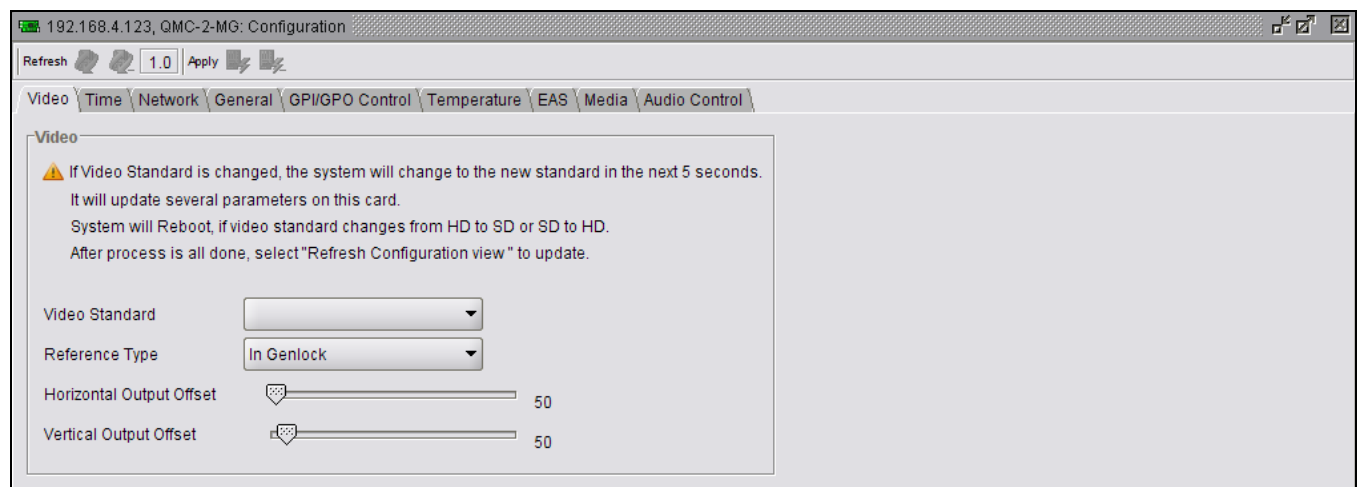 192.168.4.123, QMC-2-MG: Configuration
Refresh 1.0 Apply
Video Time Network General GPI/GPO Control Temperature EAS Media Audio Control
Video
If Video Standard is changed, the system will change to the new standard in the next 5 seconds.
It will update several parameters on this card.
System will Reboot, if video standard changes from HD to SD or SD to HD.
After process is all done, select "Refresh Configuration view" to update.
Video Standard
Reference Type In Genlock
Horizontal Output Offset 50
Vertical Output Offset 50